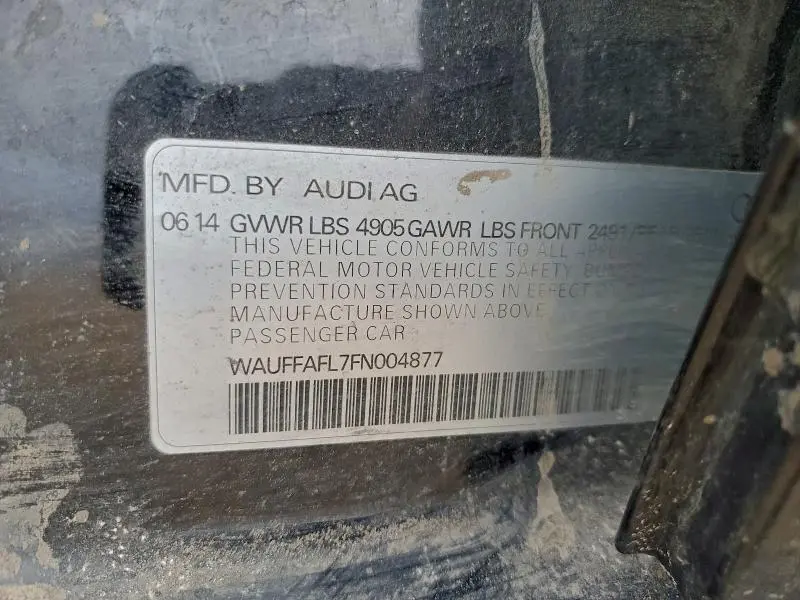 MFD. BY AUDI AG
06 14 GVWR LBS 4905 GAWR LBS FRONT 2491
THIS VEHICLE CONFORMS TO ALL
FEDERAL MOTOR VEHICLE SAFETY,
PREVENTION STANDARDS IN EFFECT
MANUFACTURE SHOWN ABOVE.
PASSENGER CAR
WAUFFAFL7FN004877